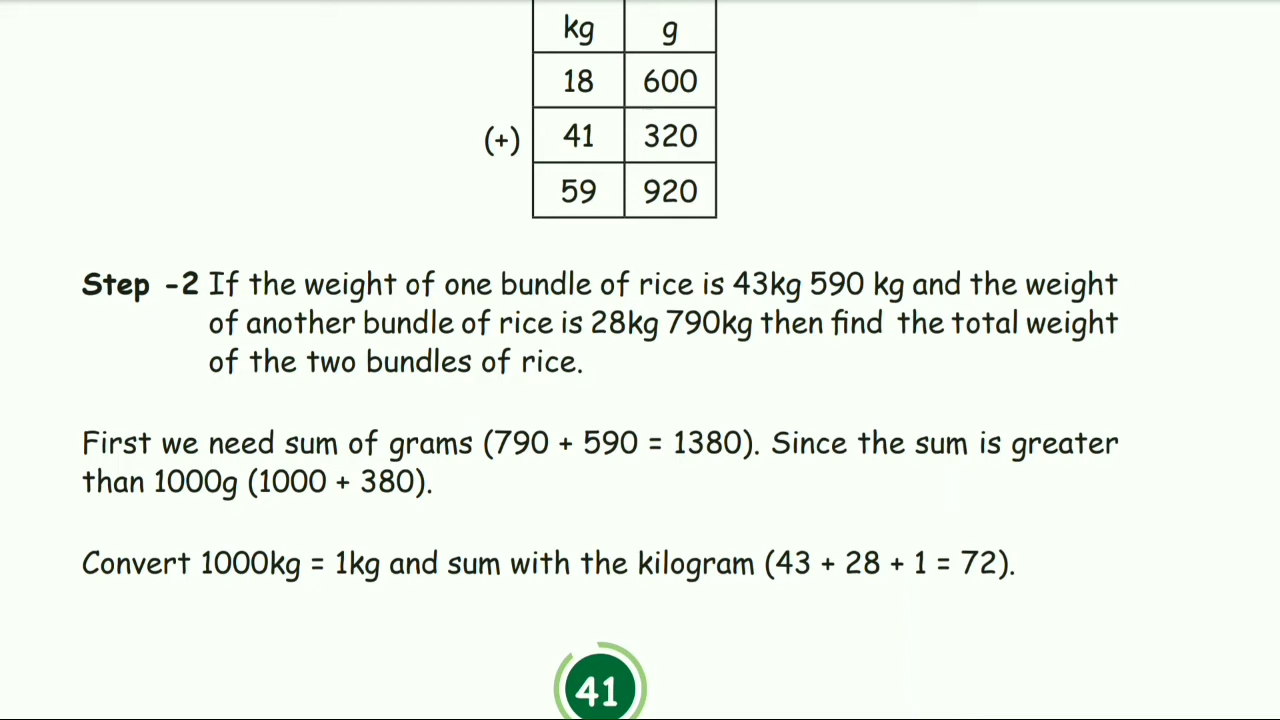 kg g
18 600
(+) 41 320
59 920
Step -2 If the weight of one bundle of rice is 43kg 590 kg and the weight
of another bundle of rice is 28kg 790kg then find the total weight
of the two bundles of rice.
First we need sum of grams (790 + 590 = 1380). Since the sum is greater
than 1000g (1000 + 380).
Convert 1000kg = 1kg and sum with the kilogram (43 + 28 + 1 = 72).
41